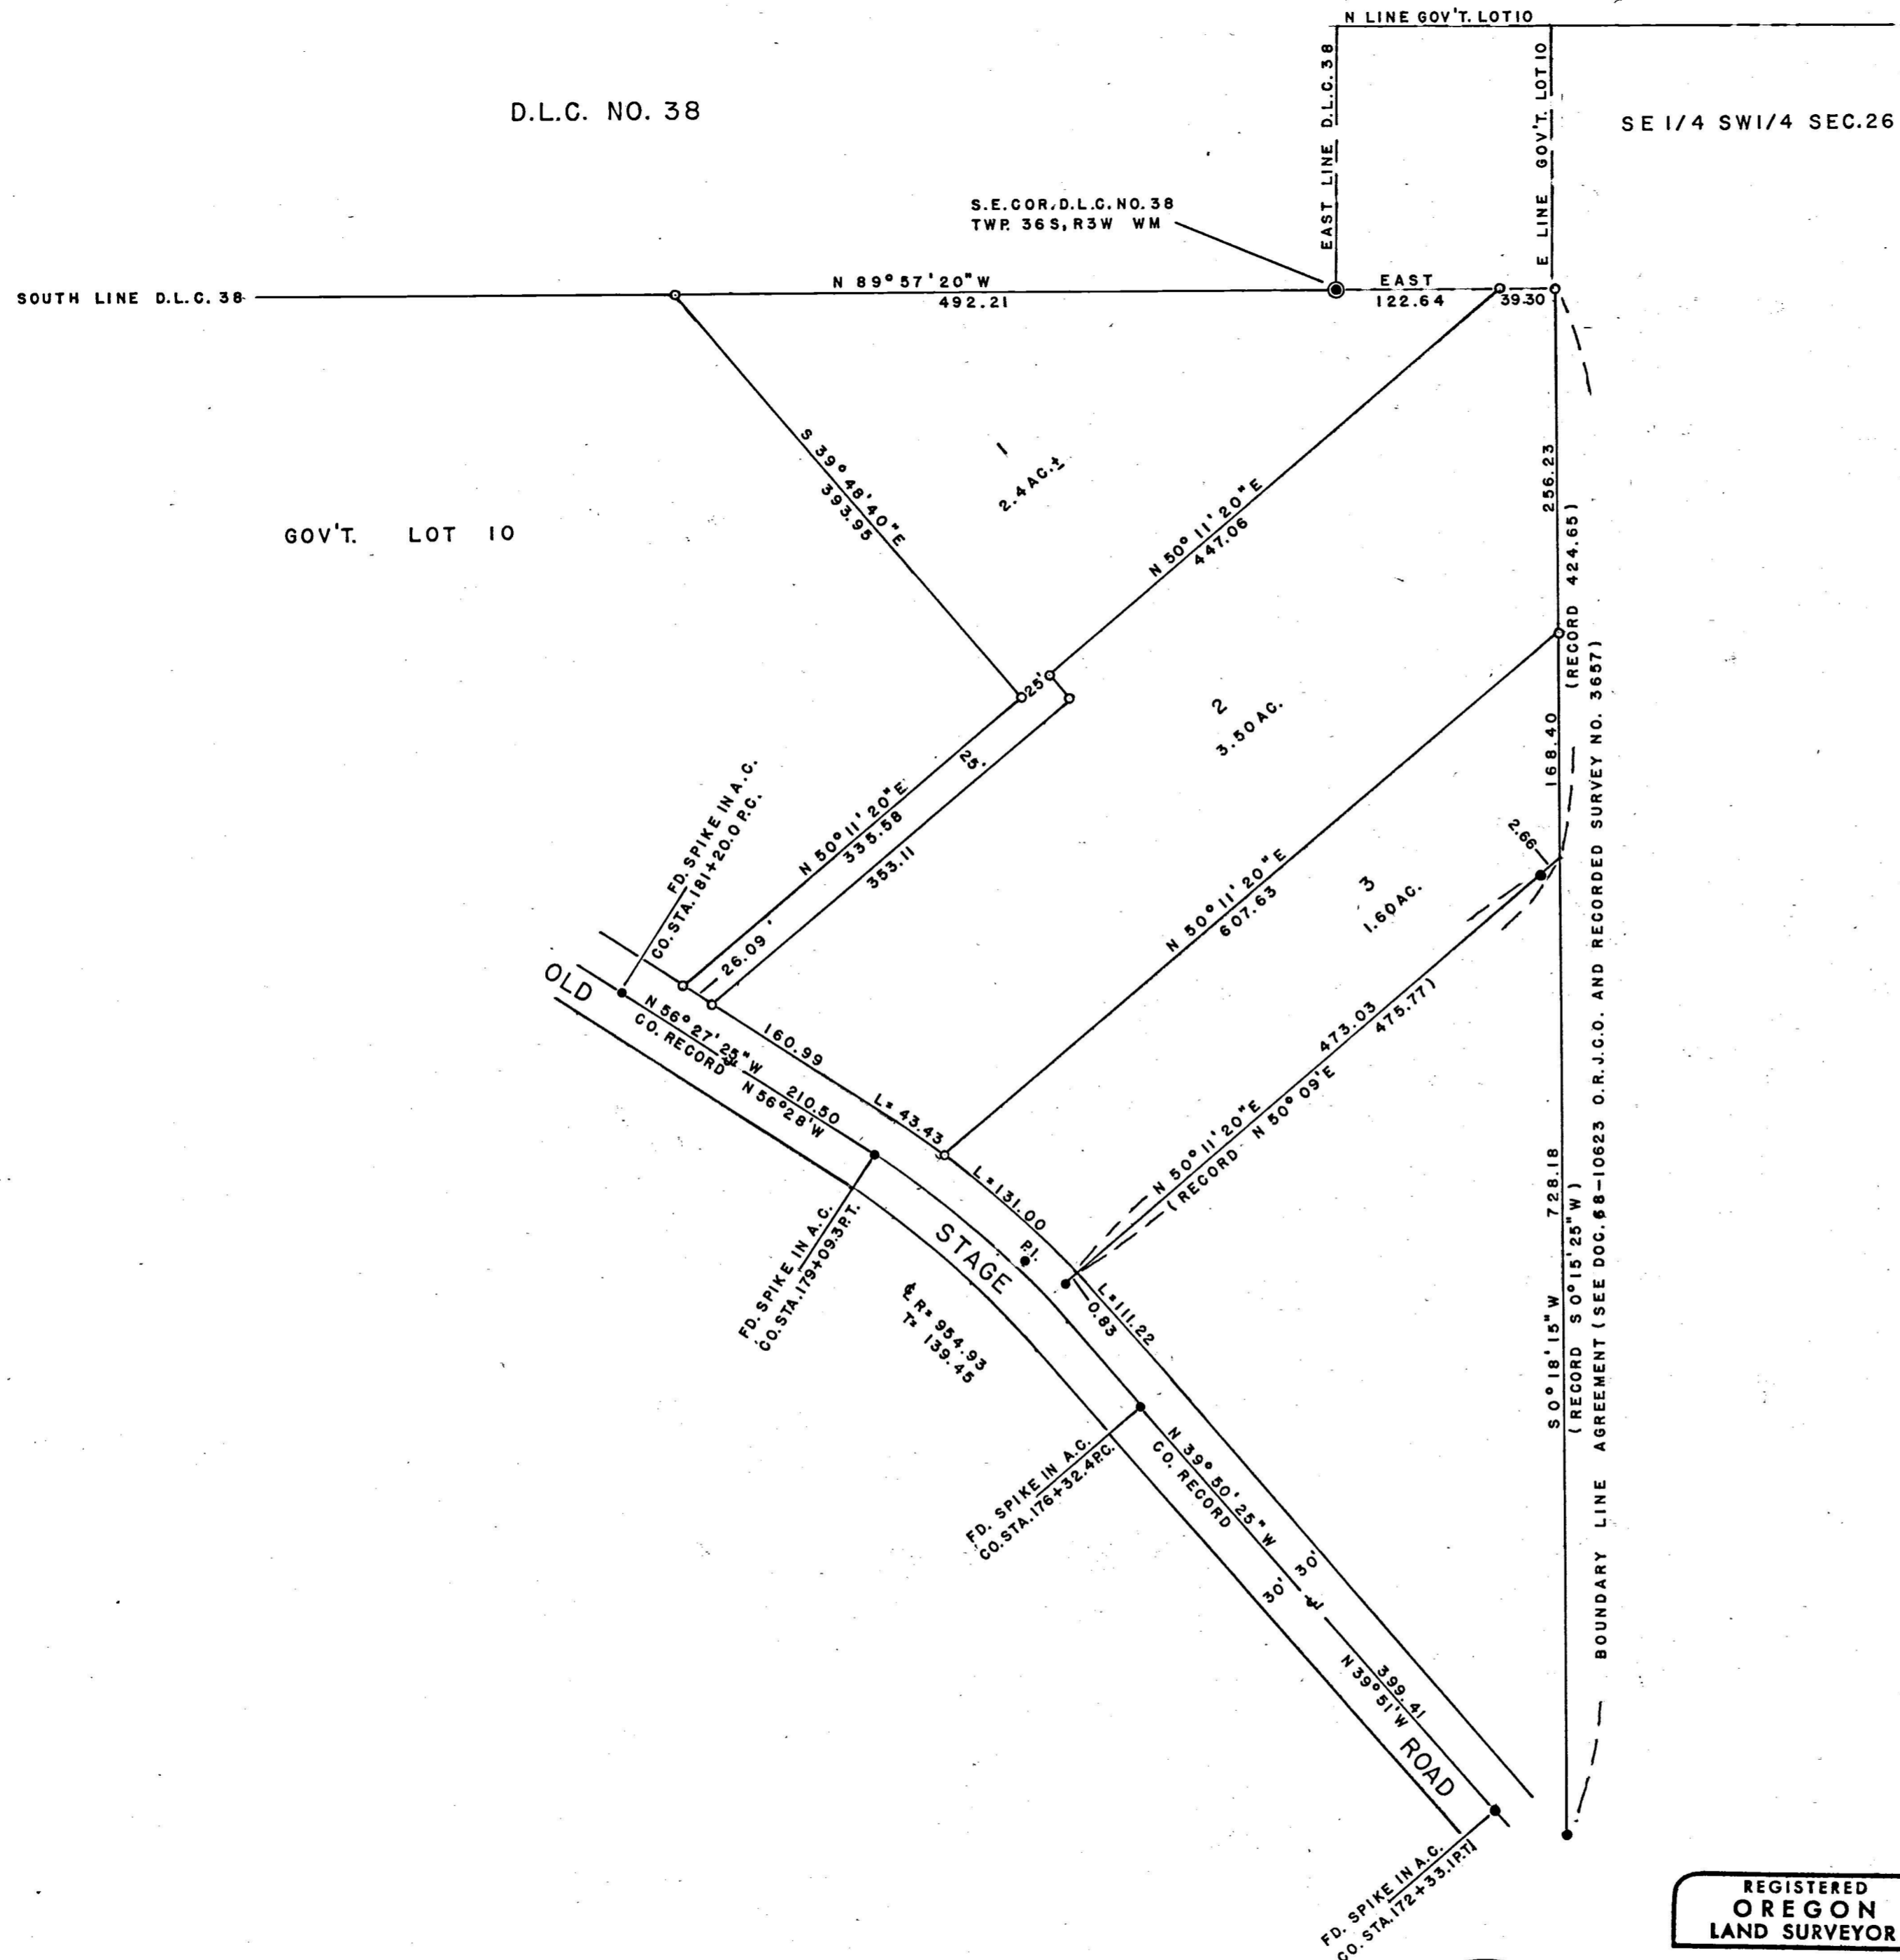 N LINE GOV'T. LOT 10
EAST LINE D.L.C. 38
E LINE GOV'T. LOT 10
D.L.C. NO. 38
SE 1/4 SW1/4 SEC.26
S.E. COR. D.L.C. NO. 38
TWP. 36S, R3W WM
SOUTH LINE D.L.C. 38
N 89° 57' 20" W
492.21
EAST
122.64
39.30
S 39° 48' 40" E
393.95
1
2.4 AC.±
N 50° 11' 20" E
447.06
256.23
(RECORD 424.65)
GOV'T. LOT 10
25'
2
3.50 AC.
168.40
25'
N 50° 11' 20" E
335.58
353.11
FD. SPIKE IN A.C.
CO. STA. 181+20.0 P.C.
26.09'
2.66
N 50° 11' 20" E
607.63
3
1.60 AC.
OLD
N 56° 27' 25" W 210.50
CO. RECORD N 56° 28' W
160.99
L= 43.43
473.03
475.77)
N 50° 11' 20" E
(RECORD N 50° 09' E
L=131.00
STAGE
P.I.
0.83
L=111.22
FD. SPIKE IN A.C.
CO. STA. 179+09.3 P.T.
℄ R= 954.93
T= 139.45
S 0° 18' 15" W 728.18
(RECORD S 0° 15' 25" W)
BOUNDARY LINE AGREEMENT (SEE DOC. 68-10623 O.R.J.C.O. AND RECORDED SURVEY NO. 3657)
FD. SPIKE IN A.C.
CO. STA. 176+32.4 P.C.
N 39° 50' 25" W
CO. RECORD
30'
30'
℄
399.41
N 39° 51' W
ROAD
FD. SPIKE IN A.C.
CO. STA. 172+33.1 P.T.
REGISTERED
OREGON
LAND SURVEYOR